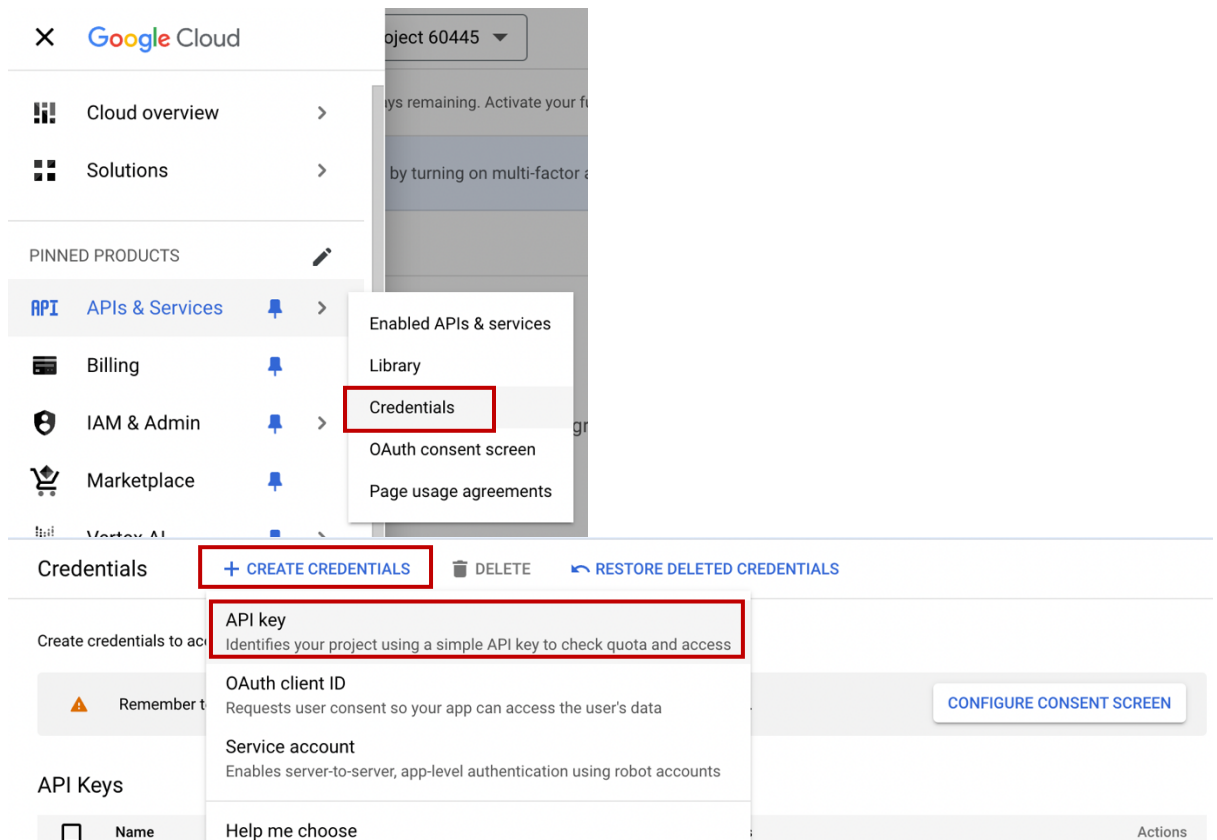 Google Cloud
oject 60445
Cloud overview
ys remaining. Activate your fu
Solutions
by turning on multi-factor a
PINNED PRODUCTS
API APIs & Services
Enabled APIs & services
Billing
Library
Credentials
IAM & Admin
gr
OAuth consent screen
Marketplace
Page usage agreements
Vertex AI
Credentials + CREATE CREDENTIALS DELETE RESTORE DELETED CREDENTIALS
API key
Create credentials to ac
Identifies your project using a simple API key to check quota and access
OAuth client ID
Remember t
Requests user consent so your app can access the user's data
CONFIGURE CONSENT SCREEN
Service account
Enables server-to-server, app-level authentication using robot accounts
API Keys
Name
Help me choose
Actions